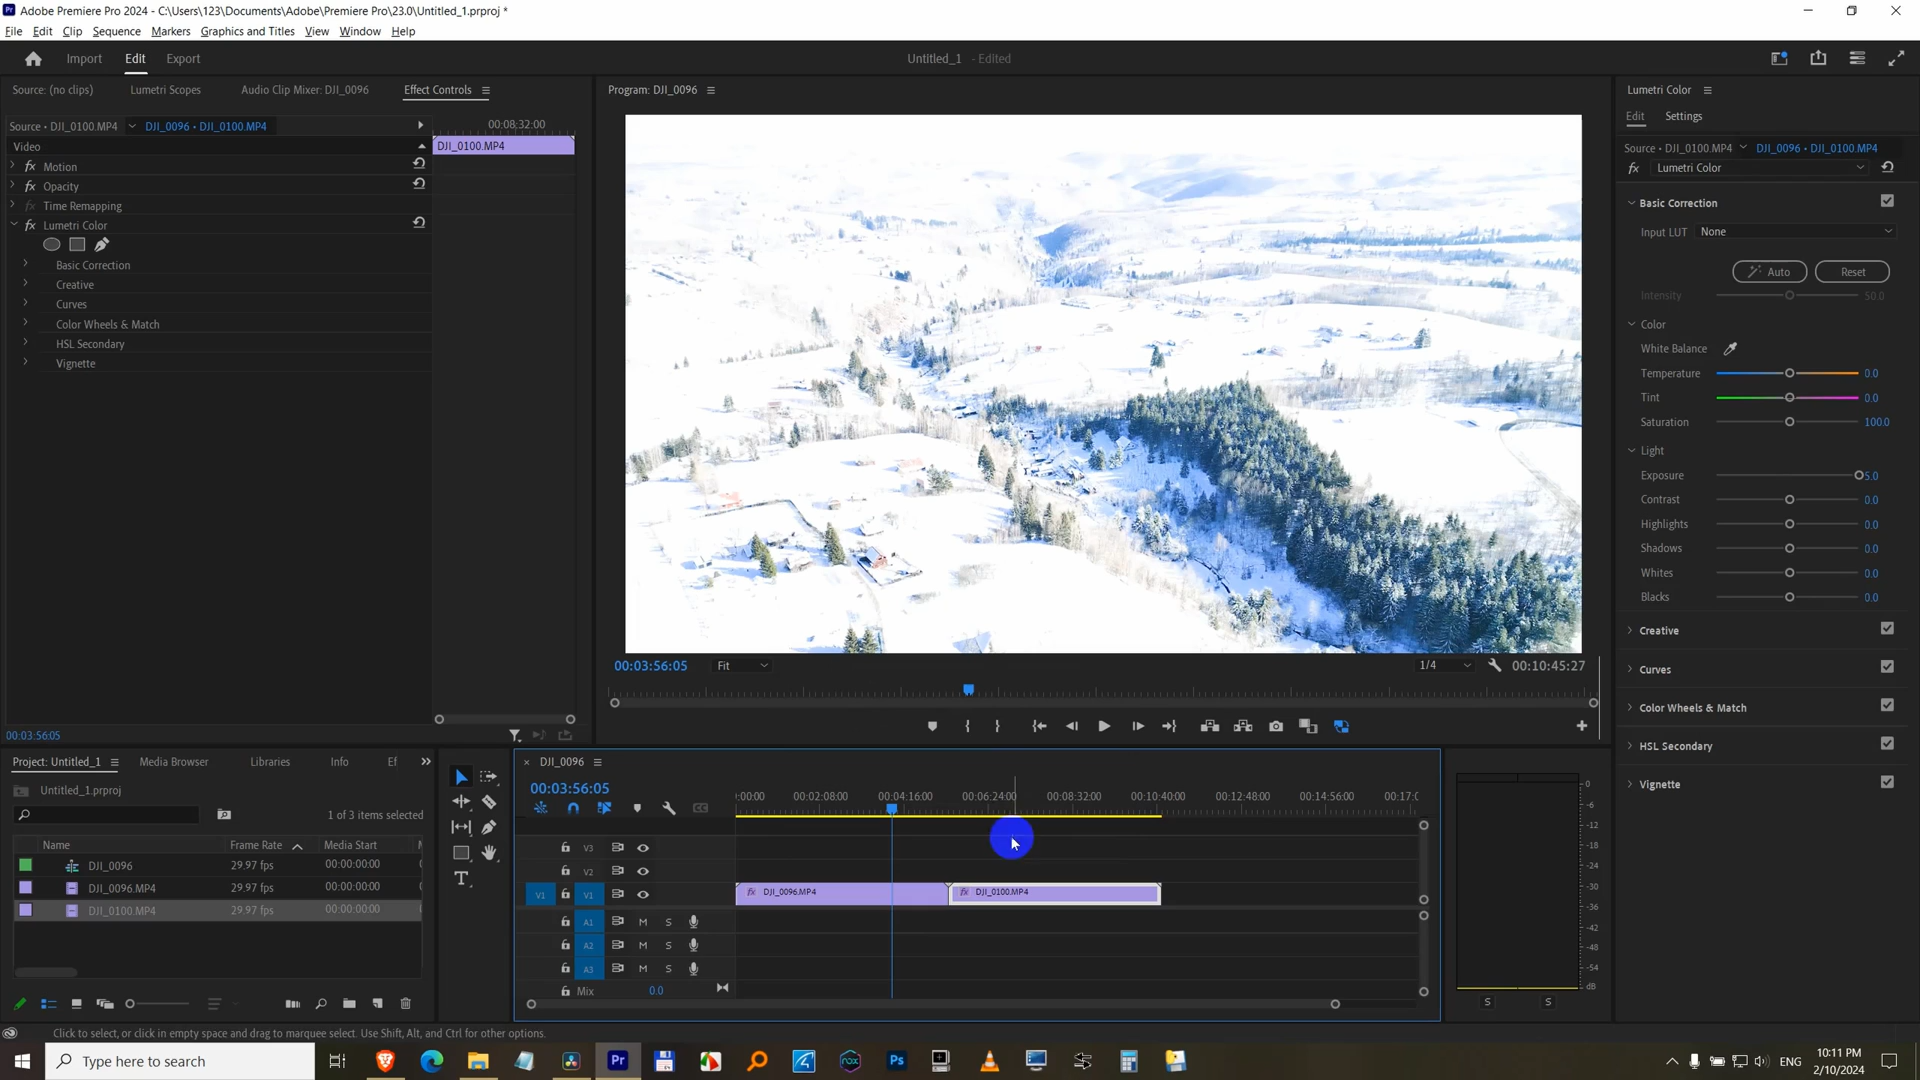 Adobe Premiere Pro 2024 - C:\Users\123\Documents\Adobe\Premiere Pro\23.0\Untitled_1.prproj *
File Edit Clip Sequence Markers Graphics and Titles View Window Help
Import Edit Export
Untitled_1 - Edited
Source: (no clips) Lumetri Scopes Audio Clip Mixer: DJI_0096 Effect Controls
Source • DJI_0100.MP4 DJI_0096 • DJI_0100.MP4
00:08:32:00
Video
DJI_0100.MP4
fx Motion
fx Opacity
fx Time Remapping
fx Lumetri Color
Basic Correction
Creative
Curves
Color Wheels & Match
HSL Secondary
Vignette
00:03:56:05
Program: DJI_0096
00:03:56:05 Fit 1/4 00:10:45:27
Lumetri Color
Edit Settings
Source • DJI_0100.MP4 DJI_0096 • DJI_0100.MP4
fx Lumetri Color
Basic Correction
Input LUT None
Auto Reset
Intensity 50.0
Color
White Balance
Temperature 0.0
Tint 0.0
Saturation 100.0
Light
Exposure 5.0
Contrast 0.0
Highlights 0.0
Shadows 0.0
Whites 0.0
Blacks 0.0
Creative
Curves
Color Wheels & Match
HSL Secondary
Vignette
Project: Untitled_1 Media Browser Libraries Info Ef
Untitled_1.prproj
1 of 3 items selected
Name Frame Rate Media Start
DJI_0096 29.97 fps 00:00:00:00
DJI_0096.MP4 29.97 fps 00:00:00:00
DJI_0100.MP4 29.97 fps 00:00:00:00
DJI_0096
00:03:56:05
:00:00 00:02:08:00 00:04:16:00 00:06:24:00 00:08:32:00 00:10:40:00 00:12:48:00 00:14:56:00 00:17:0
V3
V2
V1 V1
fx DJI_0096.MP4 fx DJI_0100.MP4
A1 M S
A2 M S
A3 M S
Mix 0.0
0
-6
-12
-18
-24
-30
-36
-42
-48
-54
dB
S S
Click to select, or click in empty space and drag to marquee select. Use Shift, Alt, and Ctrl for other options.
Type here to search
Pr
Ps
ENG
10:11 PM
2/10/2024